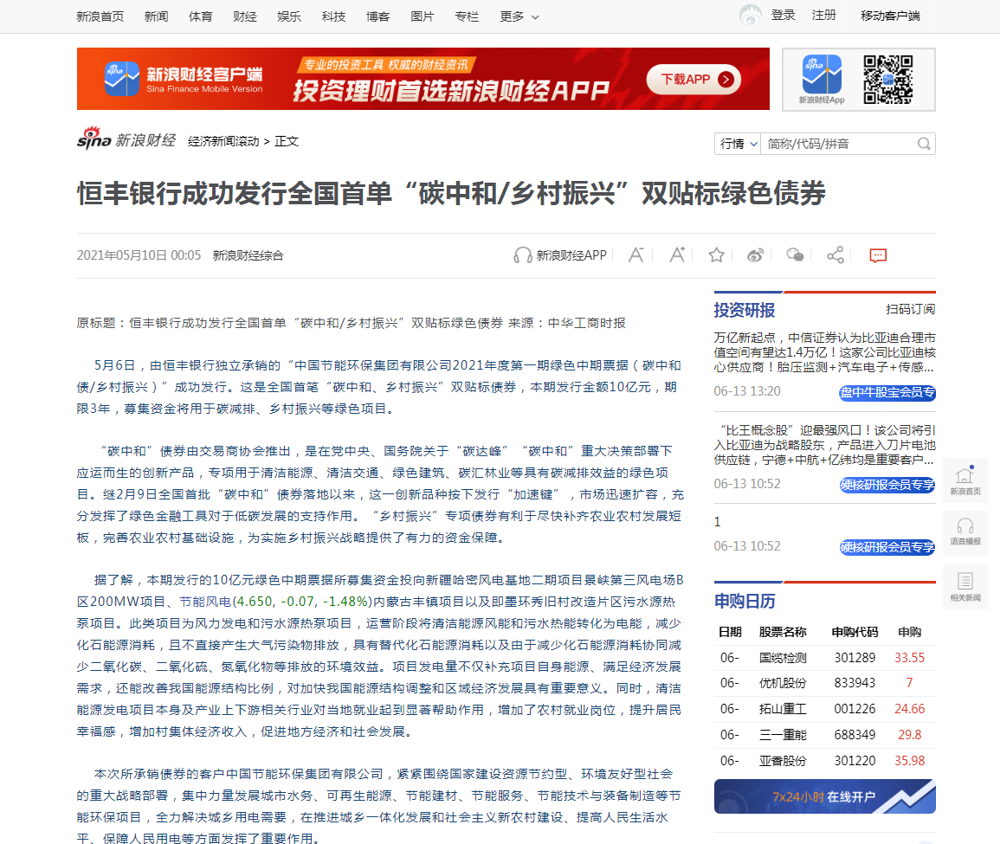 新浪首页 新闻 体育 财经 娱乐 科技 博客 图片 专栏 更多 登录 注册 移动客户端
sina 新浪财经客户端
Sina Finance Mobile Version
专业的投资工具 权威的财经资讯
投资理财首选新浪财经APP
下载APP
sina
新浪财经App
sina 新浪财经 经济新闻滚动 > 正文
行情 简称/代码/拼音
恒丰银行成功发行全国首单“碳中和/乡村振兴”双贴标绿色债券
2021年05月10日 00:05 新浪财经综合
新浪财经APP
A- A+
原标题：恒丰银行成功发行全国首单“碳中和/乡村振兴”双贴标绿色债券 来源：中华工商时报
5月6日，由恒丰银行独立承销的“中国节能环保集团有限公司2021年度第一期绿色中期票据（碳中和
债/乡村振兴）”成功发行。这是全国首笔“碳中和、乡村振兴”双贴标债券，本期发行金额10亿元，期
限3年，募集资金将用于碳减排、乡村振兴等绿色项目。
“碳中和”债券由交易商协会推出，是在党中央、国务院关于“碳达峰”“碳中和”重大决策部署下
应运而生的创新产品，专项用于清洁能源、清洁交通、绿色建筑、碳汇林业等具有碳减排效益的绿色项
目。继2月9日全国首批“碳中和”债券落地以来，这一创新品种按下发行“加速键”，市场迅速扩容，充
分发挥了绿色金融工具对于低碳发展的支持作用。“乡村振兴”专项债券有利于尽快补齐农业农村发展短
板，完善农业农村基础设施，为实施乡村振兴战略提供了有力的资金保障。
据了解，本期发行的10亿元绿色中期票据所募集资金投向新疆哈密风电基地二期项目景峡第三风电场B
区200MW项目、节能风电(4.650, -0.07, -1.48%)内蒙古丰镇项目以及即墨环秀旧村改造片区污水源热
泵项目。此类项目为风力发电和污水源热泵项目，运营阶段将清洁能源风能和污水热能转化为电能，减少
化石能源消耗，且不直接产生大气污染物排放，具有替代化石能源消耗以及由于减少化石能源消耗协同减
少二氧化碳、二氧化硫、氮氧化物等排放的环境效益。项目发电量不仅补充项目自身能源、满足经济发展
需求，还能改善我国能源结构比例，对加快我国能源结构调整和区域经济发展具有重要意义。同时，清洁
能源发电项目本身及产业上下游相关行业对当地就业起到显著帮助作用，增加了农村就业岗位，提升居民
幸福感，增加村集体经济收入，促进地方经济和社会发展。
本次所承销债券的客户中国节能环保集团有限公司，紧紧围绕国家建设资源节约型、环境友好型社会
的重大战略部署，集中力量发展城市水务、可再生能源、节能建材、节能服务、节能技术与装备制造等节
能环保项目，全力解决城乡用电需要，在推进城乡一体化发展和社会主义新农村建设、提高人民生活水
平、保障人民用电等方面发挥了重要作用。
投资研报 扫码订阅
万亿新起点，中信证券认为比亚迪合理市
值空间有望达1.4万亿！这家公司比亚迪核
心供应商！胎压监测+汽车电子+传感...
06-13 13:20 盘中牛股宝会员专
“比王概念股”迎最强风口！该公司将引
入比亚迪为战略股东，产品进入刀片电池
供应链，宁德+中航+亿纬均是重要客户...
06-13 10:52 硬核研报会员专享
1
06-13 10:52 硬核研报会员专享
申购日历
日期 股票名称 申购代码 申购
06- 国缆检测 301289 33.55
06- 优机股份 833943 7
06- 拓山重工 001226 24.66
06- 三一重能 688349 29.8
06- 亚香股份 301220 35.98
7x24小时 在线开户
新浪首页
语音播报
相关新闻